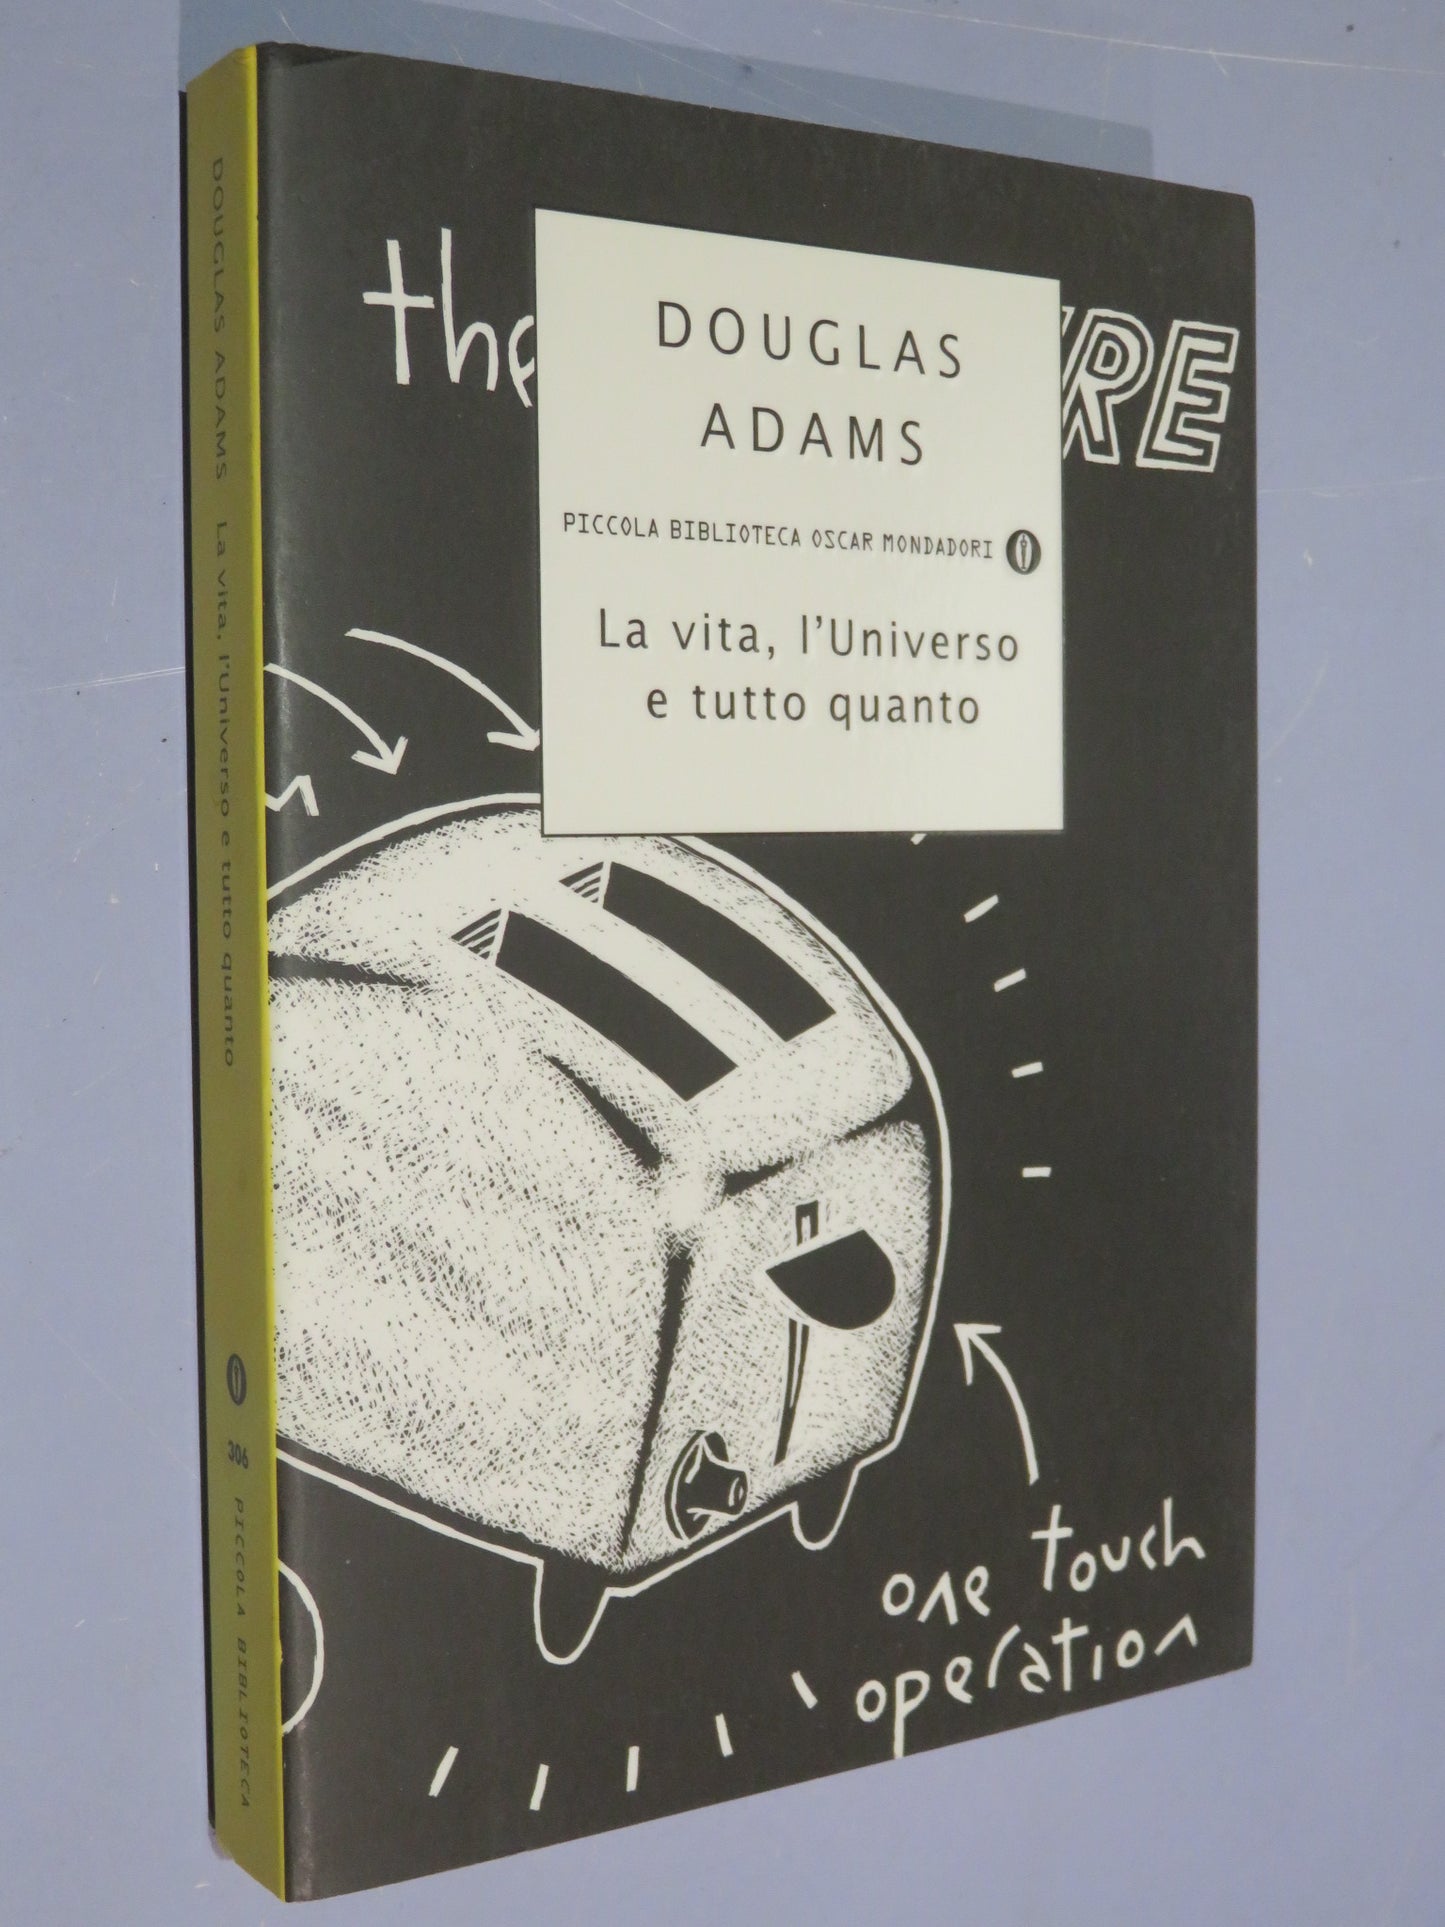 DOUGLAS ADAMS La vita, l'Universo e tutto quanto
306 PICCOLA BIBLIOTECA
the
DOUGLAS
ADAMS
PICCOLA BIBLIOTECA OSCAR MONDADORI
La vita, l'Universo
e tutto quanto
one touch
operation